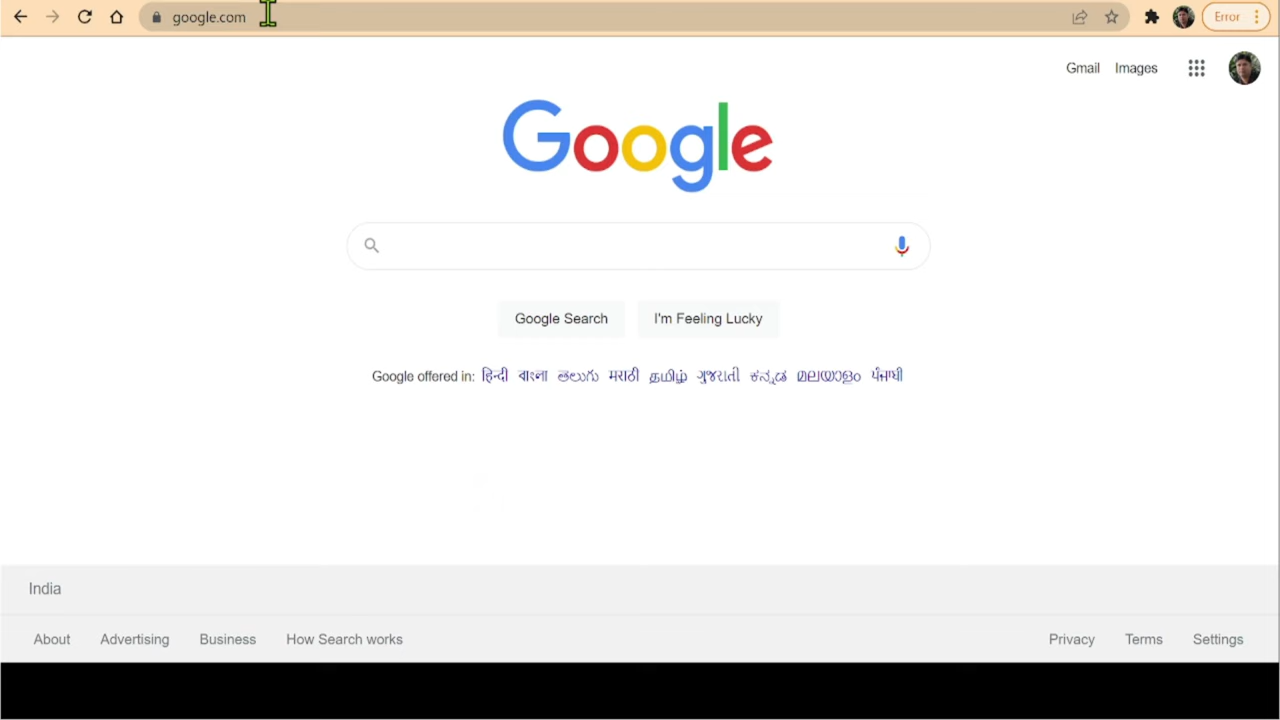 google.com
Error
Gmail Images
Google
Google Search I'm Feeling Lucky
Google offered in: हिन्दी বাংলা తెలుగు मराठी தமிழ் ગુજરાતી ಕನ್ನಡ മലയാളം ਪੰਜਾਬੀ
India
About Advertising Business How Search works Privacy Terms Settings